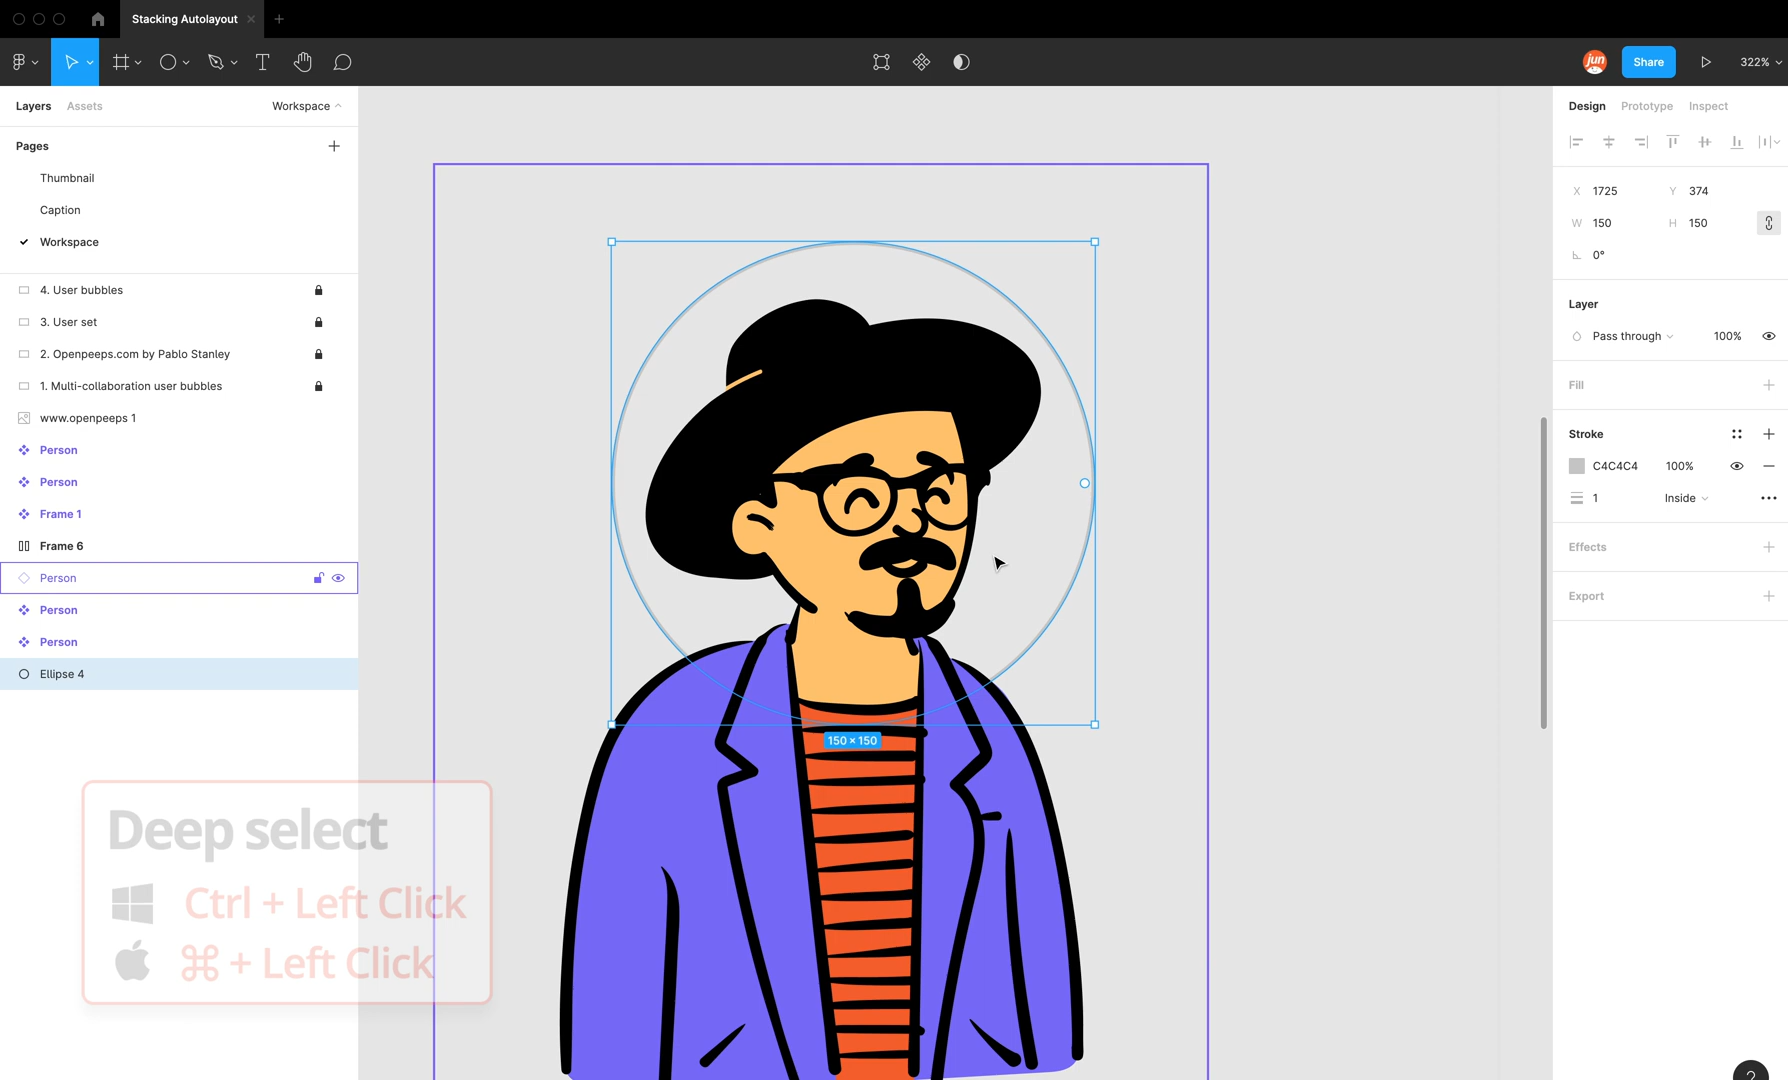 Stacking Autolayout
T
jun
Share
322%
Layers Assets Workspace
Pages
Thumbnail
Caption
Workspace
4. User bubbles
3. User set
2. Openpeeps.com by Pablo Stanley
1. Multi-collaboration user bubbles
www.openpeeps 1
Person
Person
Frame 1
Frame 6
Person
Person
Person
Ellipse 4
150 × 150
Deep select
Ctrl + Left Click
⌘ + Left Click
Design Prototype Inspect
X 1725 Y 374
W 150 H 150
0°
Layer
Pass through 100%
Fill
Stroke
C4C4C4 100%
1 Inside
Effects
Export
?